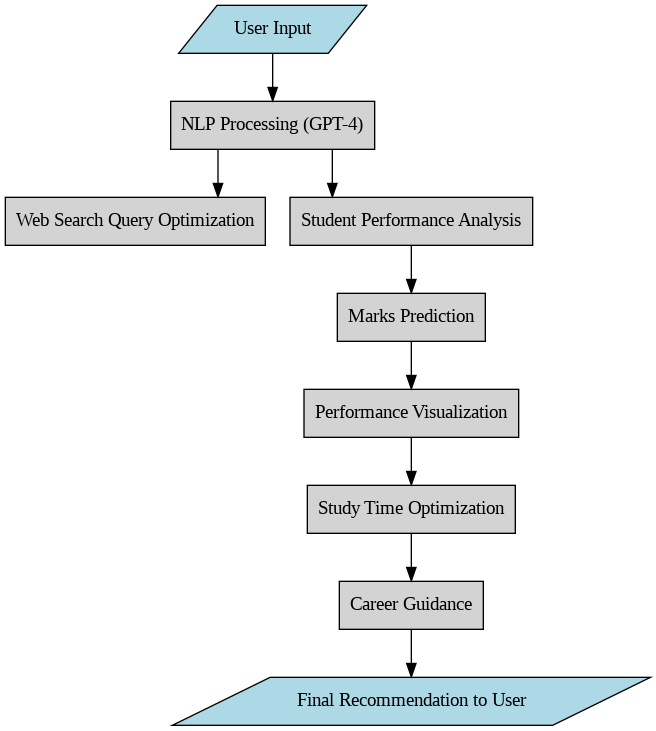 User Input
NLP Processing (GPT-4)
Web Search Query Optimization
Student Performance Analysis
Marks Prediction
Performance Visualization
Study Time Optimization
Career Guidance
Final Recommendation to User